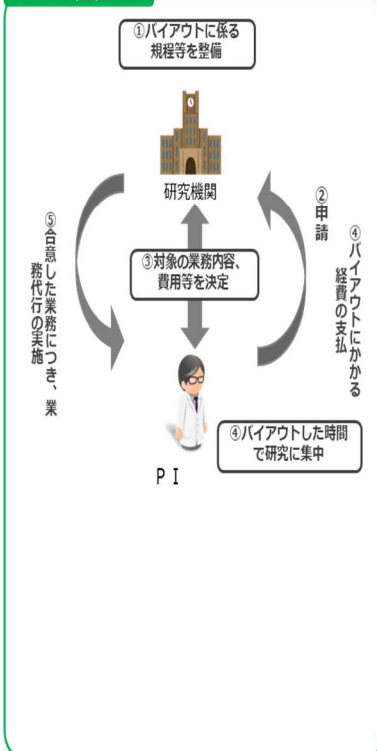 ①バイアウトに係る
規程等を整備
研究機関
②申請
④バイアウトにかかる
経費の支払
③対象の業務内容、
費用等を決定
⑤合意した業務につき、業
務代行の実施
④バイアウトした時間
で研究に集中
ＰＩ